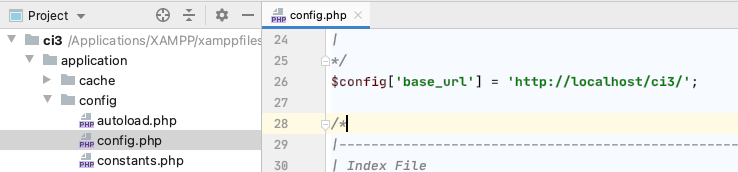 Project
config.php
ci3 /Applications/XAMPP/xamppfiles
application
cache
config
autoload.php
config.php
constants.php
24 |
25 */
26 $config['base_url'] = 'http://localhost/ci3/';
27
28 /*
29 |--------------------------------------------------
30 | Index File